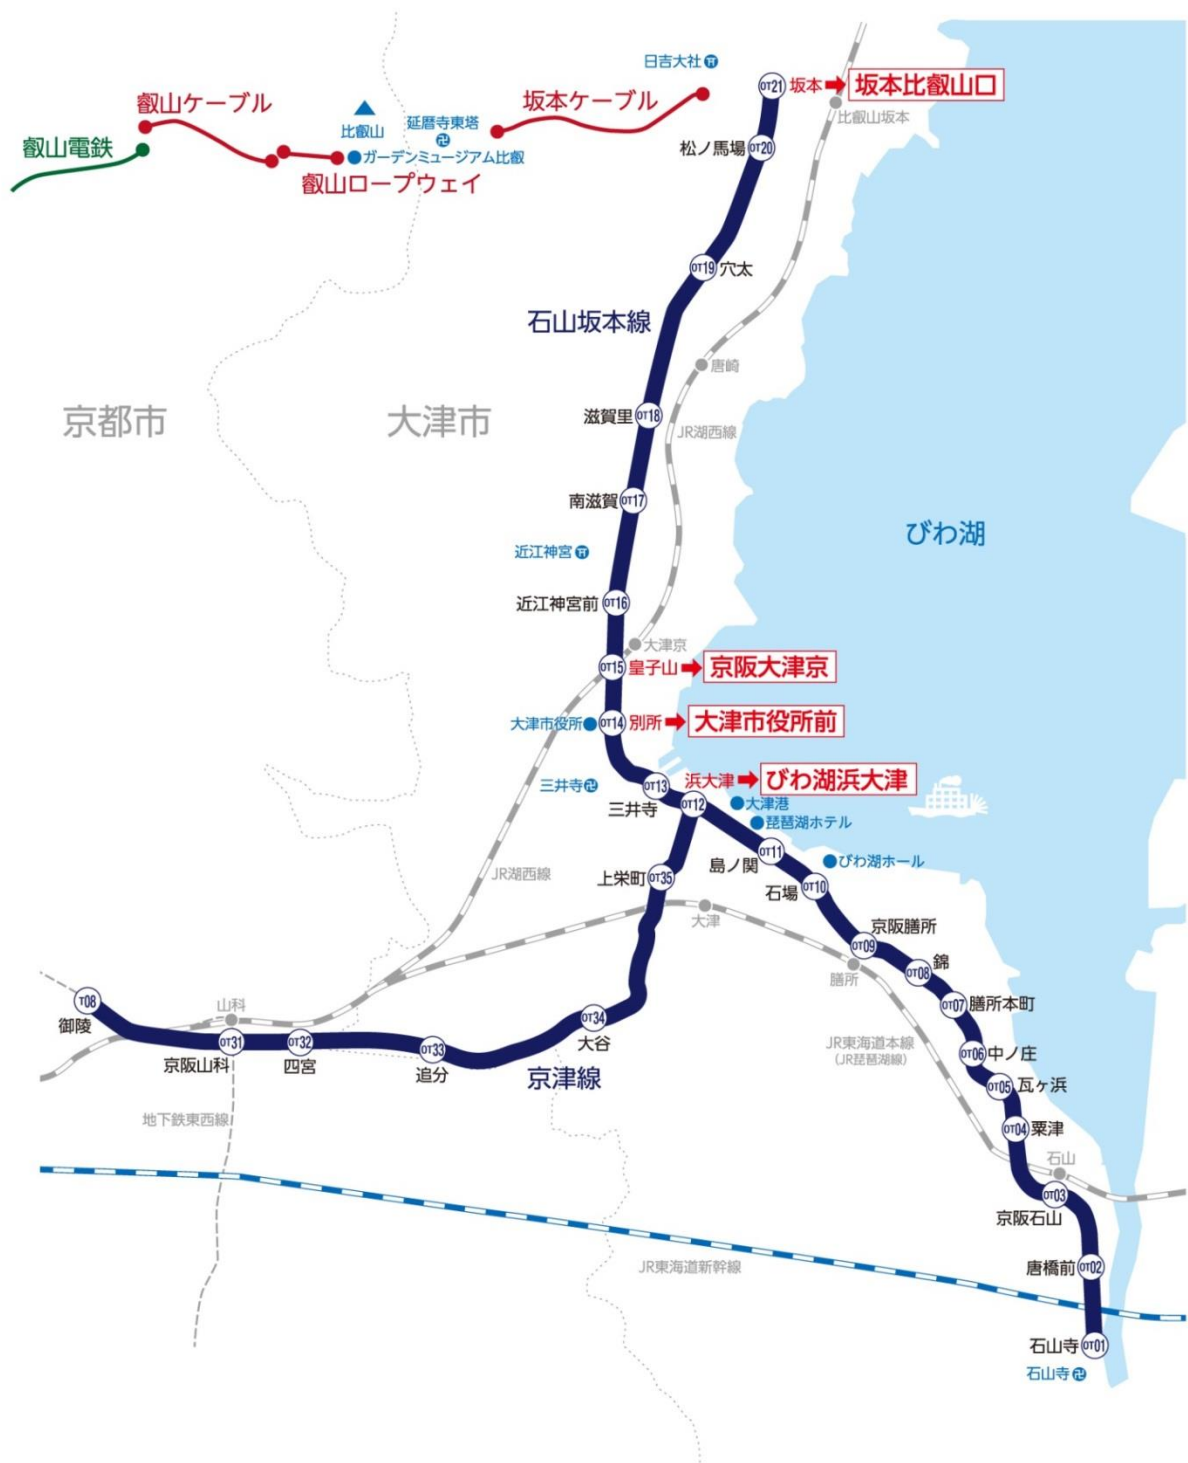 日吉大社
OT21
坂本
坂本比叡山口
比叡山坂本
叡山ケーブル
坂本ケーブル
比叡山
延暦寺東塔
叡山電鉄
ガーデンミュージアム比叡
叡山ロープウェイ
松ノ馬場
OT20
OT19
穴太
石山坂本線
唐崎
京都市
大津市
滋賀里
OT18
JR湖西線
南滋賀
OT17
びわ湖
近江神宮
近江神宮前
OT16
大津京
OT15
皇子山
京阪大津京
大津市役所
OT14
別所
大津市役所前
三井寺
OT13
三井寺
浜大津
びわ湖浜大津
OT12
大津港
琵琶湖ホテル
島ノ関
OT11
びわ湖ホール
JR湖西線
上栄町
OT35
石場
OT10
大津
京阪膳所
OT09
膳所
錦
OT08
膳所本町
OT07
T08
御陵
山科
OT31
京阪山科
OT32
四宮
OT33
追分
OT34
大谷
京津線
JR東海道本線
(JR琵琶湖線)
OT06
中ノ庄
OT05
瓦ヶ浜
OT04
粟津
地下鉄東西線
石山
OT03
京阪石山
JR東海道新幹線
唐橋前
OT02
石山寺
OT01
石山寺